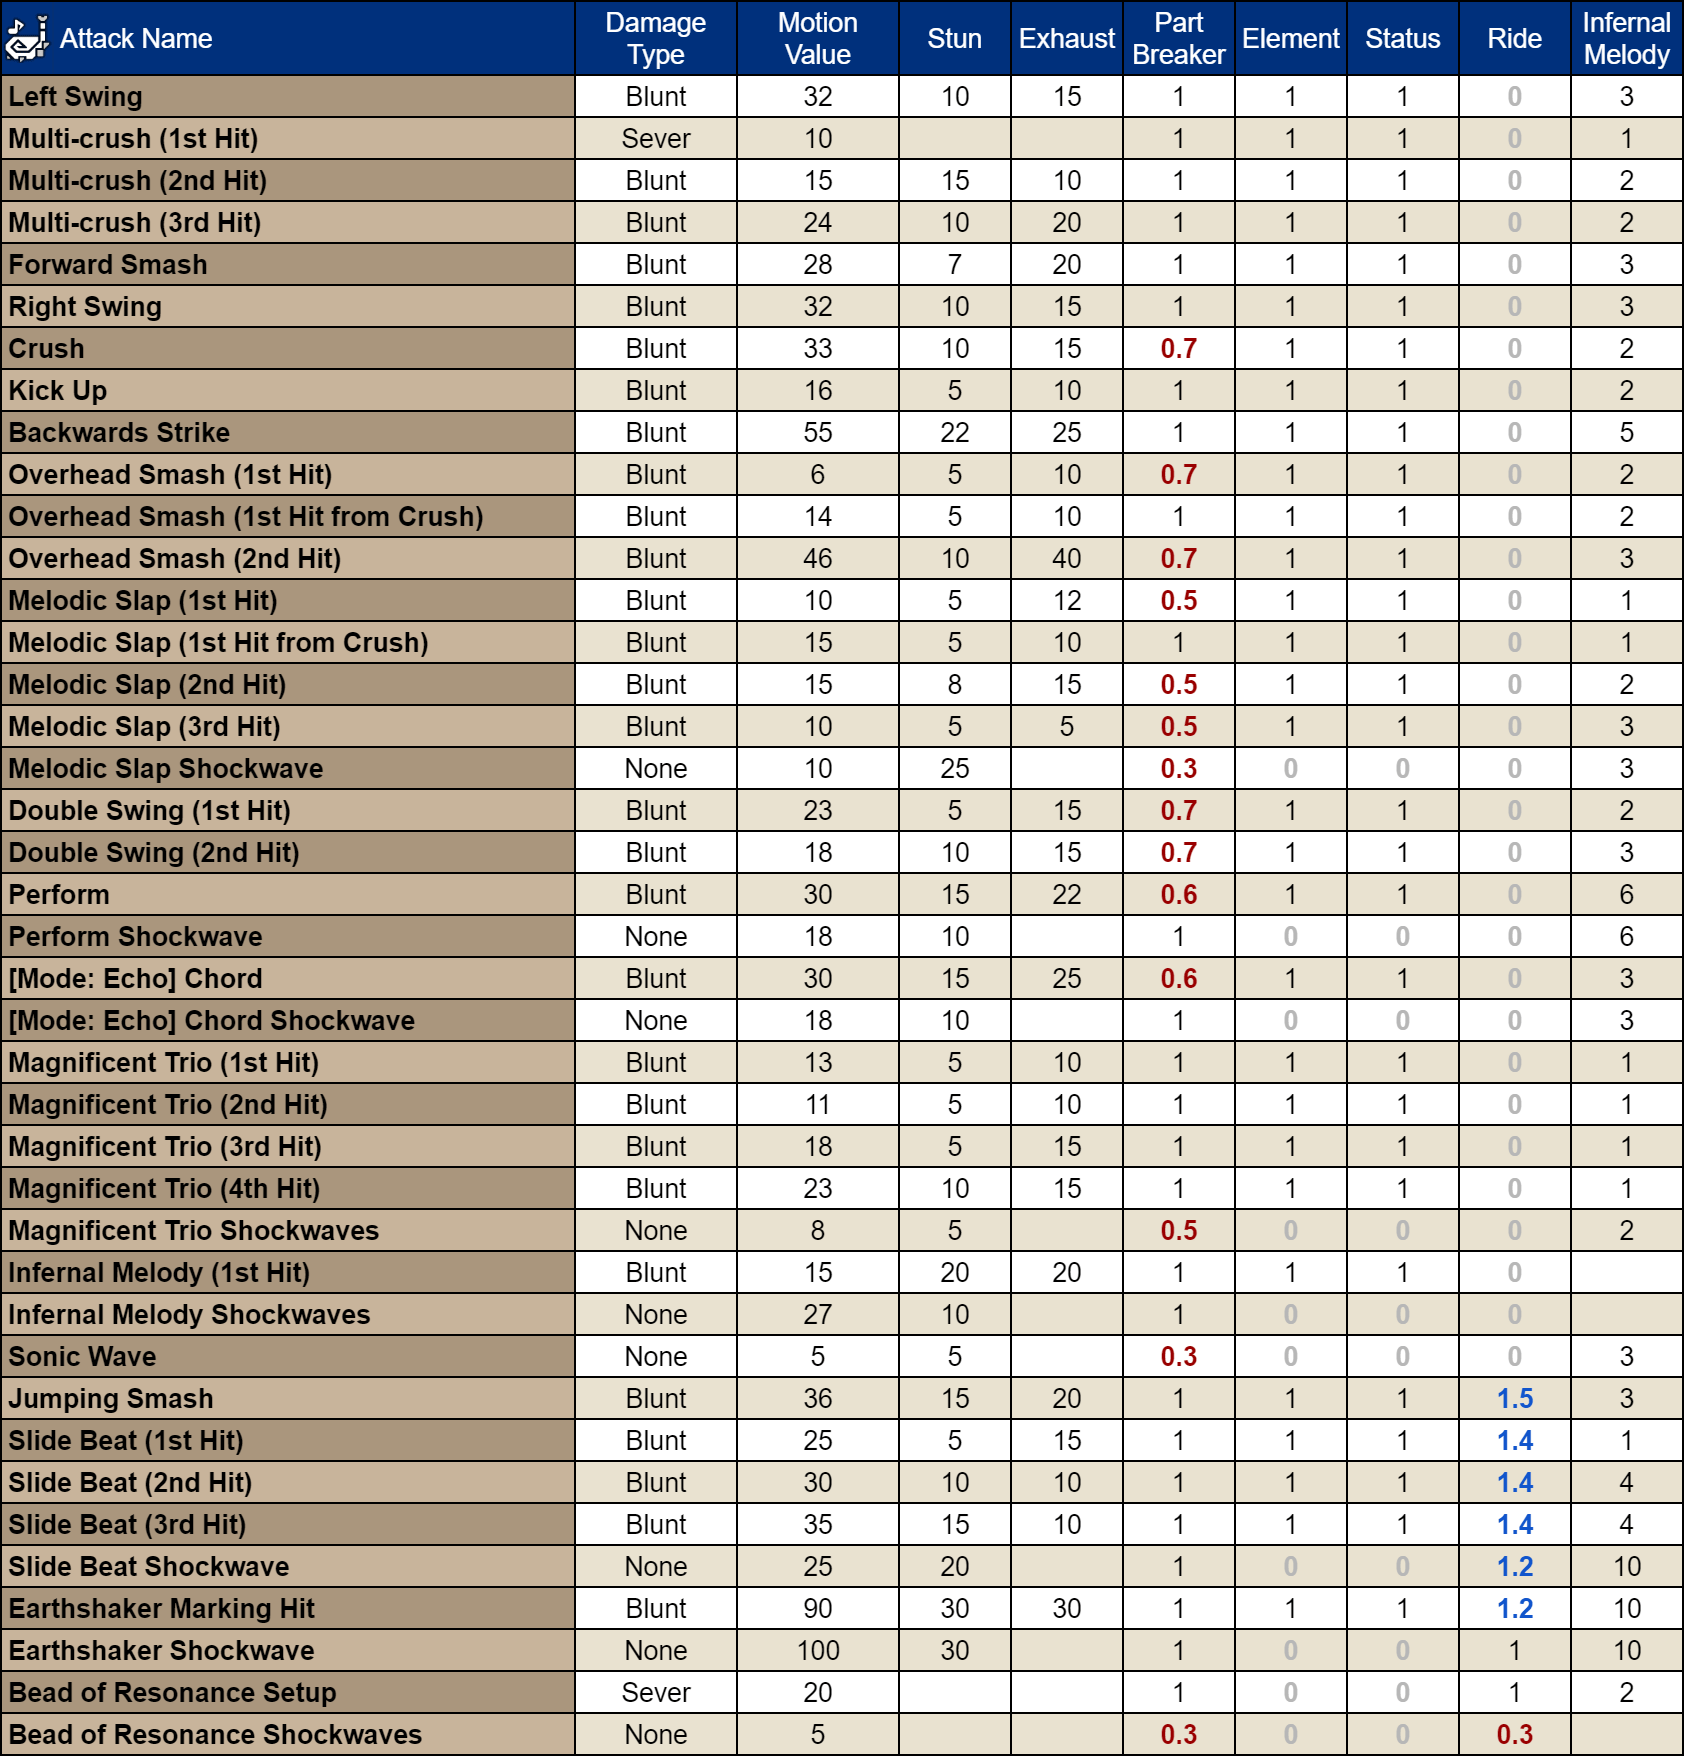 Attack Name Damage Type Motion Value Stun Exhaust Part Breaker Element Status Ride Infernal Melody
Left Swing Blunt 32 10 15 1 1 1 0 3
Multi-crush (1st Hit) Sever 10 1 1 1 0 1
Multi-crush (2nd Hit) Blunt 15 15 10 1 1 1 0 2
Multi-crush (3rd Hit) Blunt 24 10 20 1 1 1 0 2
Forward Smash Blunt 28 7 20 1 1 1 0 3
Right Swing Blunt 32 10 15 1 1 1 0 3
Crush Blunt 33 10 15 0.7 1 1 0 2
Kick Up Blunt 16 5 10 1 1 1 0 2
Backwards Strike Blunt 55 22 25 1 1 1 0 5
Overhead Smash (1st Hit) Blunt 6 5 10 0.7 1 1 0 2
Overhead Smash (1st Hit from Crush) Blunt 14 5 10 1 1 1 0 2
Overhead Smash (2nd Hit) Blunt 46 10 40 0.7 1 1 0 3
Melodic Slap (1st Hit) Blunt 10 5 12 0.5 1 1 0 1
Melodic Slap (1st Hit from Crush) Blunt 15 5 10 1 1 1 0 1
Melodic Slap (2nd Hit) Blunt 15 8 15 0.5 1 1 0 2
Melodic Slap (3rd Hit) Blunt 10 5 5 0.5 1 1 0 3
Melodic Slap Shockwave None 10 25 0.3 0 0 0 3
Double Swing (1st Hit) Blunt 23 5 15 0.7 1 1 0 2
Double Swing (2nd Hit) Blunt 18 10 15 0.7 1 1 0 3
Perform Blunt 30 15 22 0.6 1 1 0 6
Perform Shockwave None 18 10 1 0 0 0 6
[Mode: Echo] Chord Blunt 30 15 25 0.6 1 1 0 3
[Mode: Echo] Chord Shockwave None 18 10 1 0 0 0 3
Magnificent Trio (1st Hit) Blunt 13 5 10 1 1 1 0 1
Magnificent Trio (2nd Hit) Blunt 11 5 10 1 1 1 0 1
Magnificent Trio (3rd Hit) Blunt 18 5 15 1 1 1 0 1
Magnificent Trio (4th Hit) Blunt 23 10 15 1 1 1 0 1
Magnificent Trio Shockwaves None 8 5 0.5 0 0 0 2
Infernal Melody (1st Hit) Blunt 15 20 20 1 1 1 0
Infernal Melody Shockwaves None 27 10 1 0 0 0
Sonic Wave None 5 5 0.3 0 0 0 3
Jumping Smash Blunt 36 15 20 1 1 1 1.5 3
Slide Beat (1st Hit) Blunt 25 5 15 1 1 1 1.4 1
Slide Beat (2nd Hit) Blunt 30 10 10 1 1 1 1.4 4
Slide Beat (3rd Hit) Blunt 35 15 10 1 1 1 1.4 4
Slide Beat Shockwave None 25 20 1 0 0 1.2 10
Earthshaker Marking Hit Blunt 90 30 30 1 1 1 1.2 10
Earthshaker Shockwave None 100 30 1 0 0 1 10
Bead of Resonance Setup Sever 20 1 0 0 1 2
Bead of Resonance Shockwaves None 5 0.3 0 0 0.3